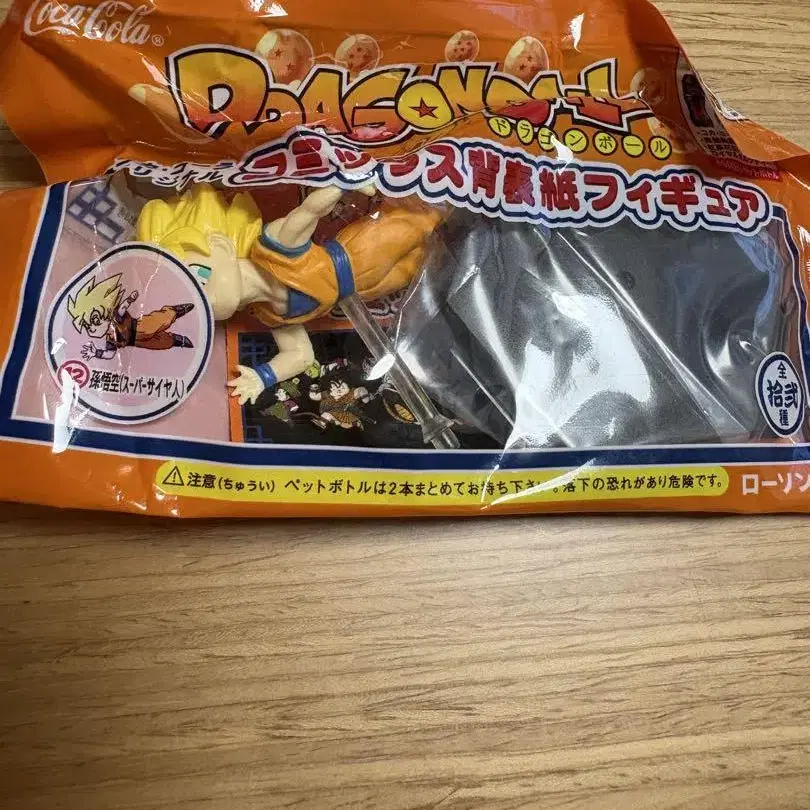 Coca-Cola®
DRAGONBALL
ドラゴンボール
コミックス背表紙フィギュア
12 孫悟空(スーパーサイヤ人)
全
拾弐
種
⚠注意(ちゅうい) ペットボトルは2本まとめてお持ち下さい。落下の恐れがあり危険です。
ローソン